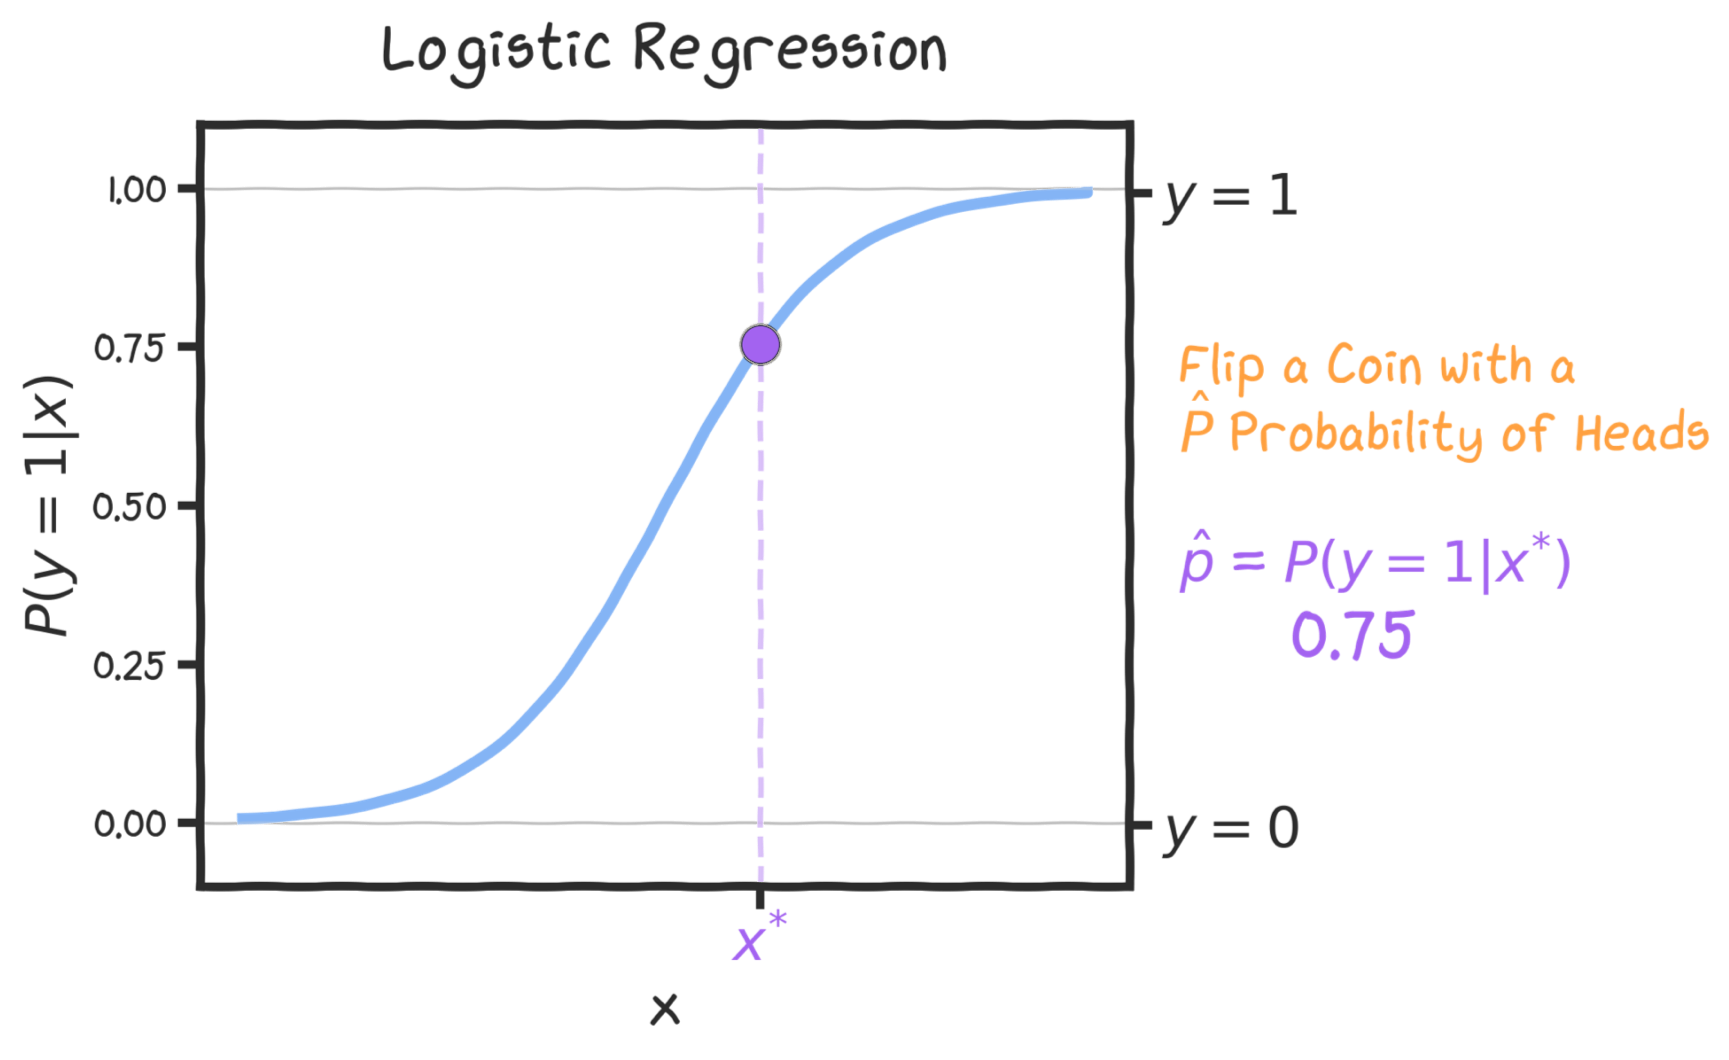 Logistic Regression
1.00
0.75
0.50
0.25
0.00
P(y = 1|x)
y = 1
y = 0
Flip a Coin with a
P̂ Probability of Heads
p̂ = P(y = 1|x*)
0.75
x*
x